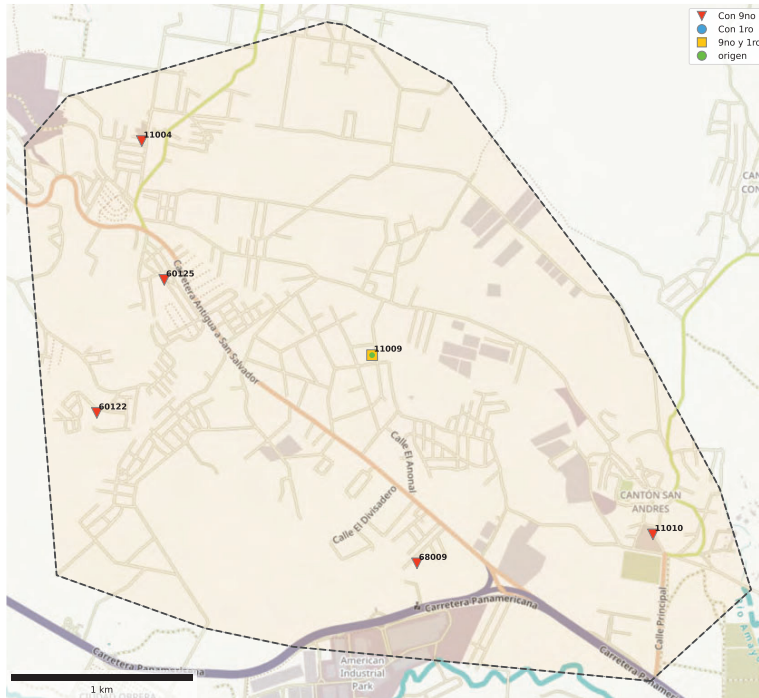 Con 9no
Con 1ro
9no y 1ro
origen
11004
60125
Carretera Antigua a San Salvador
11009
60122
Calle El Anonal
Calle El Divisadero
CANTÓN SAN
ANDRES
11010
68009
Carretera Panamericana
Calle Principal
Carretera Panamericana
American
Industrial
Park
1 km